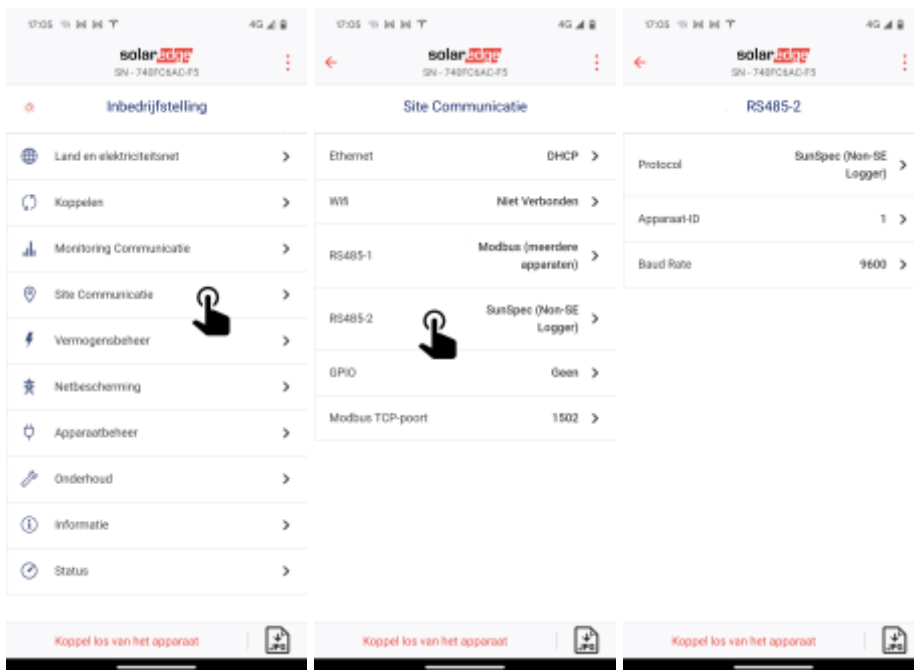 17:05
4G
solaredge
SN - 740FC6AC-F5
Inbedrijfstelling
Land en elektriciteitsnet
Koppelen
Monitoring Communicatie
Site Communicatie
Vermogensbeheer
Netbescherming
Apparaatbeheer
Onderhoud
Informatie
Status
Koppel los van het apparaat
JPG
17:05
4G
solaredge
SN - 740FC6AC-F5
Site Communicatie
Ethernet DHCP
Wifi Niet Verbonden
RS485-1 Modbus (meerdere
apparaten)
RS485-2 SunSpec (Non-SE
Logger)
GPIO Geen
Modbus TCP-poort 1502
Koppel los van het apparaat
JPG
17:05
4G
solaredge
SN - 740FC6AC-F5
RS485-2
Protocol SunSpec (Non-SE
Logger)
Apparaat-ID 1
Baud Rate 9600
Koppel los van het apparaat
JPG